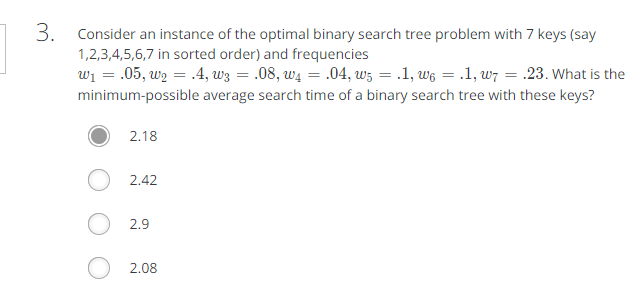 3. Consider an instance of the optimal binary search tree problem with 7 keys (say
1,2,3,4,5,6,7 in sorted order) and frequencies
w₁ = .05, w₂ = .4, w₃ = .08, w₄ = .04, w₅ = .1, w₆ = .1, w₇ = .23. What is the
minimum-possible average search time of a binary search tree with these keys?
2.18
2.42
2.9
2.08